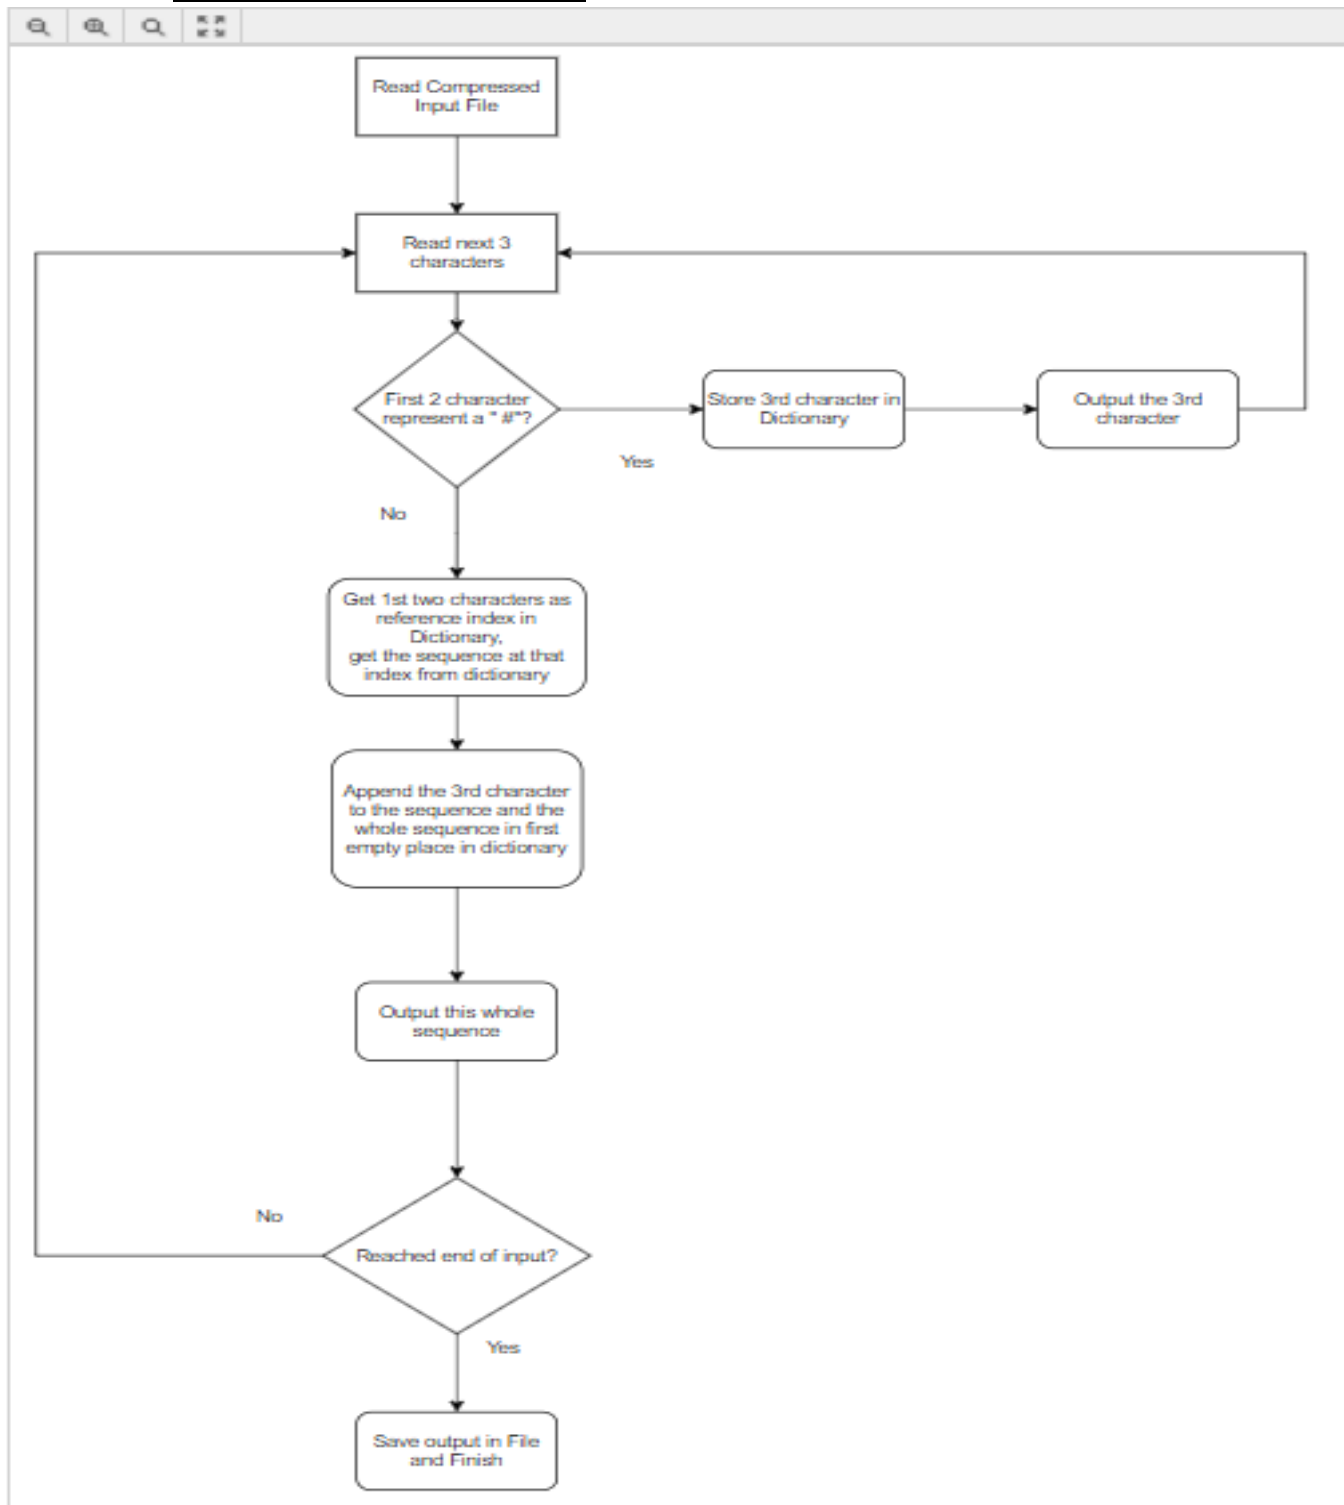 Read Compressed
Input File
Read next 3
characters
First 2 character
represent a " #"?
Store 3rd character in
Dictionary
Output the 3rd
character
Yes
No
Get 1st two characters as
reference index in
Dictionary,
get the sequence at that
index from dictionary
Append the 3rd character
to the sequence and the
whole sequence in first
empty place in dictionary
Output this whole
sequence
No
Reached end of input?
Yes
Save output in File
and Finish